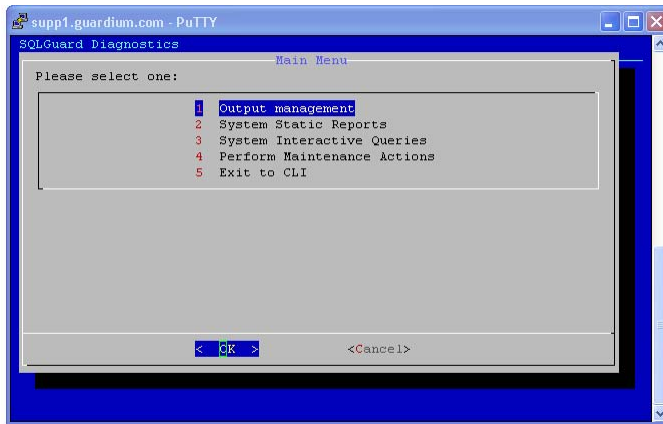 supp1.guardium.com - PuTTY
SQLGuard Diagnostics
Main Menu
Please select one:
1 Output management
2 System Static Reports
3 System Interactive Queries
4 Perform Maintenance Actions
5 Exit to CLI
< OK > <Cancel>